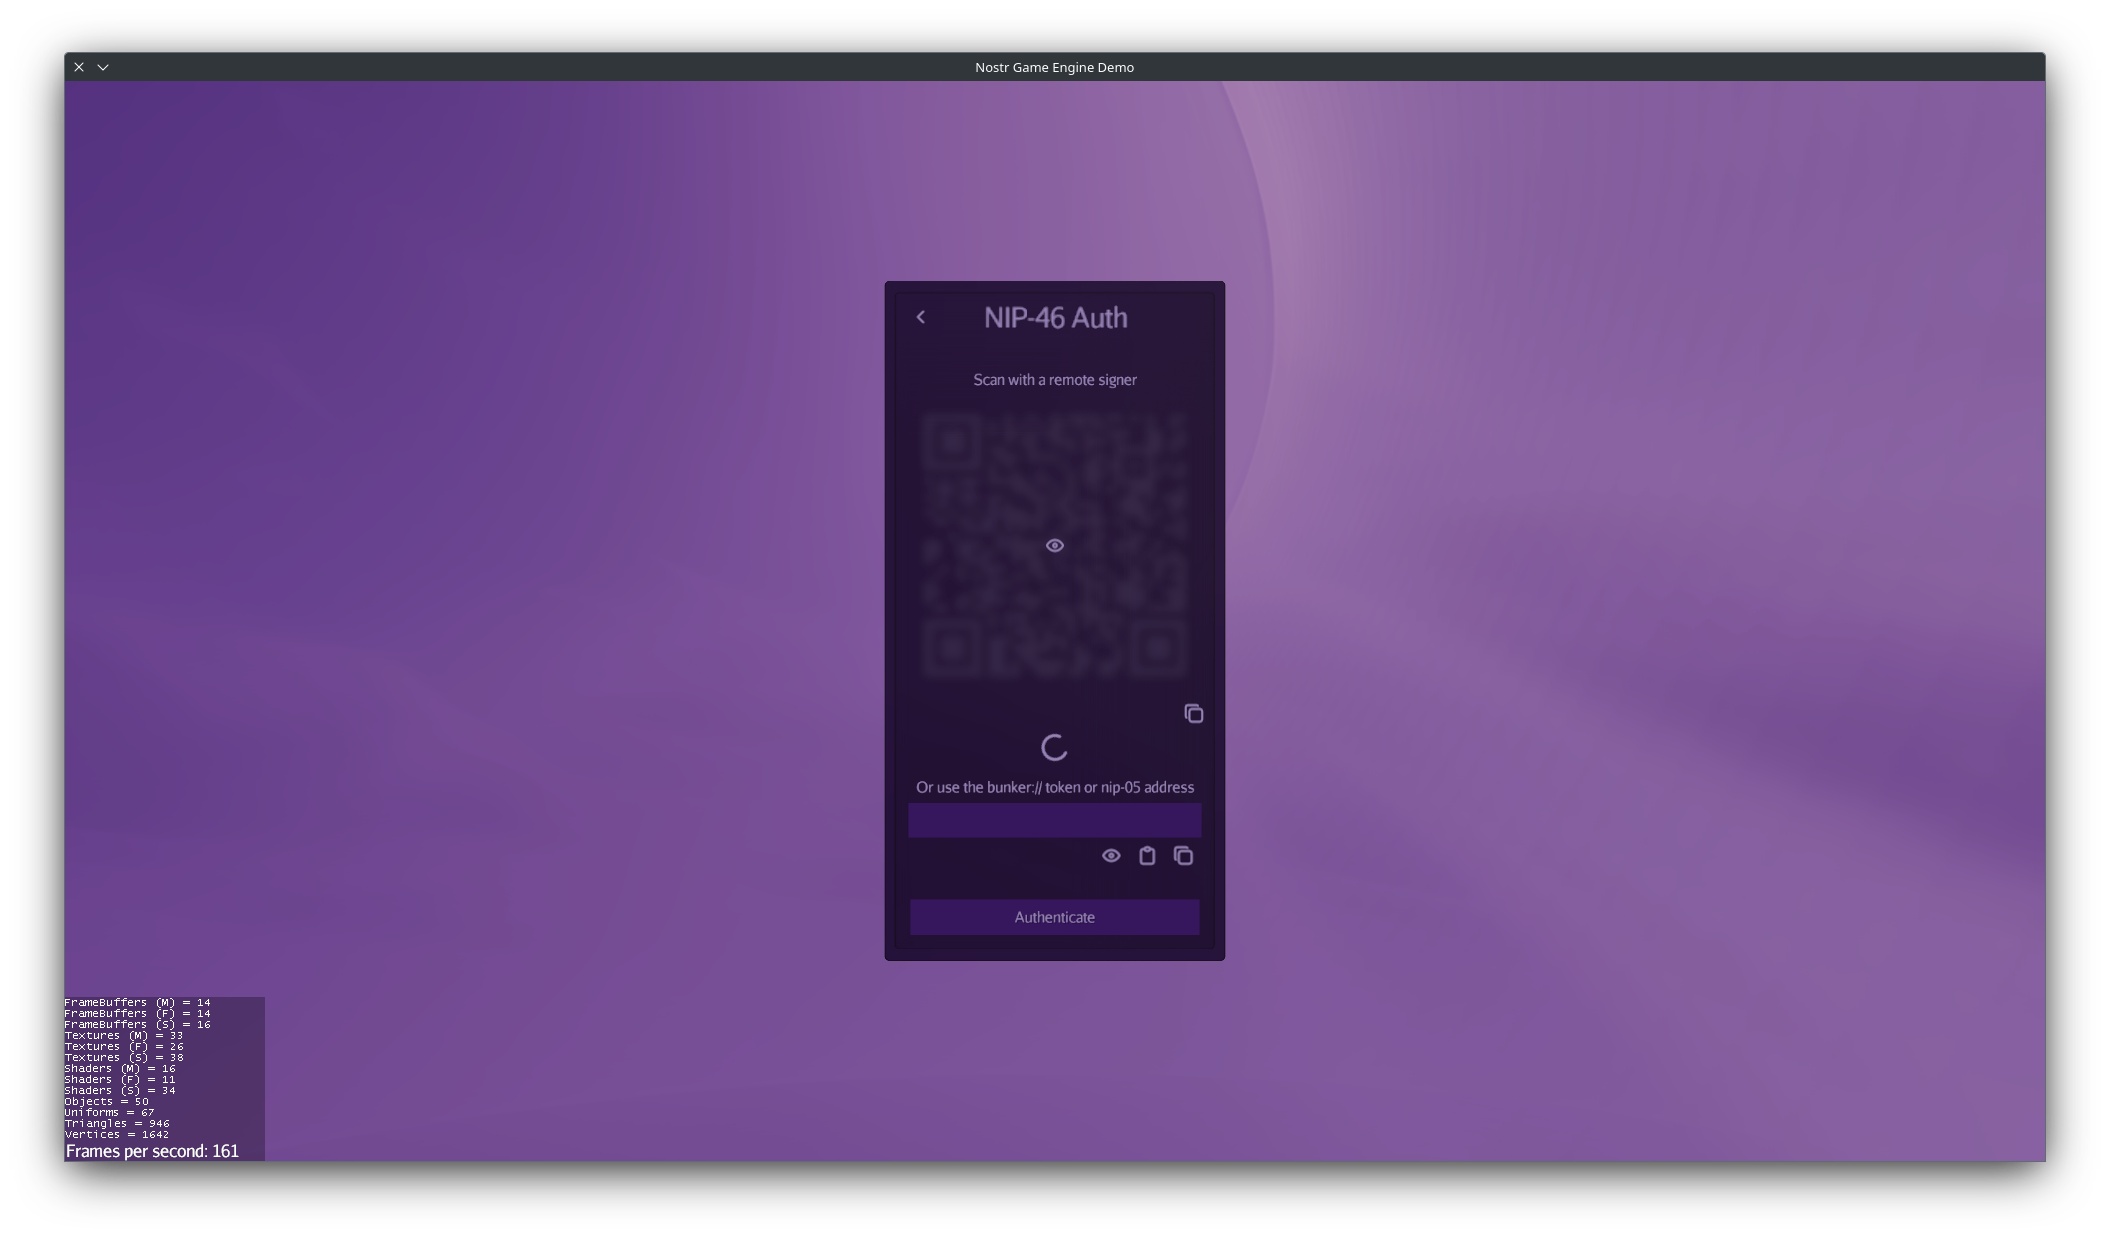 Nostr Game Engine Demo
NIP-46 Auth
Scan with a remote signer
Or use the bunker:// token or nip-05 address
Authenticate
FrameBuffers (M) = 14
FrameBuffers (F) = 14
FrameBuffers (S) = 16
Textures (M) = 33
Textures (F) = 26
Textures (S) = 38
Shaders (M) = 16
Shaders (F) = 11
Shaders (S) = 34
Objects = 50
Uniforms = 67
Triangles = 946
Vertices = 1642
Frames per second: 161